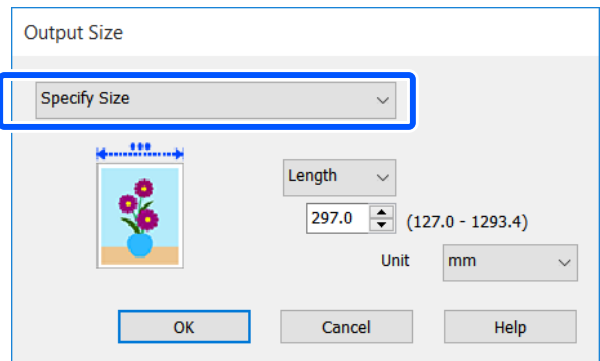 Output Size
Specify Size
Length
297.0 (127.0 - 1293.4)
Unit mm
OK Cancel Help